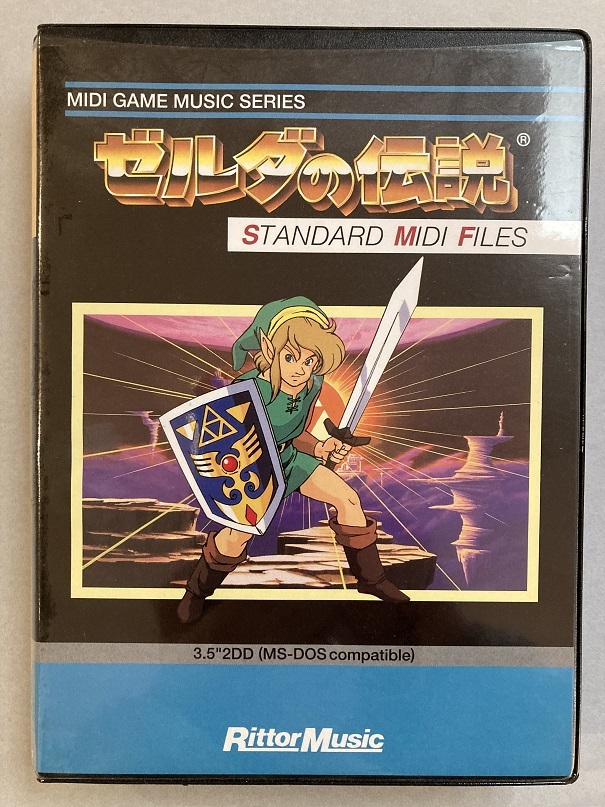 MIDI GAME MUSIC SERIES
ゼルダの伝説®
STANDARD MIDI FILES
3.5"2DD (MS-DOS compatible)
RittorMusic